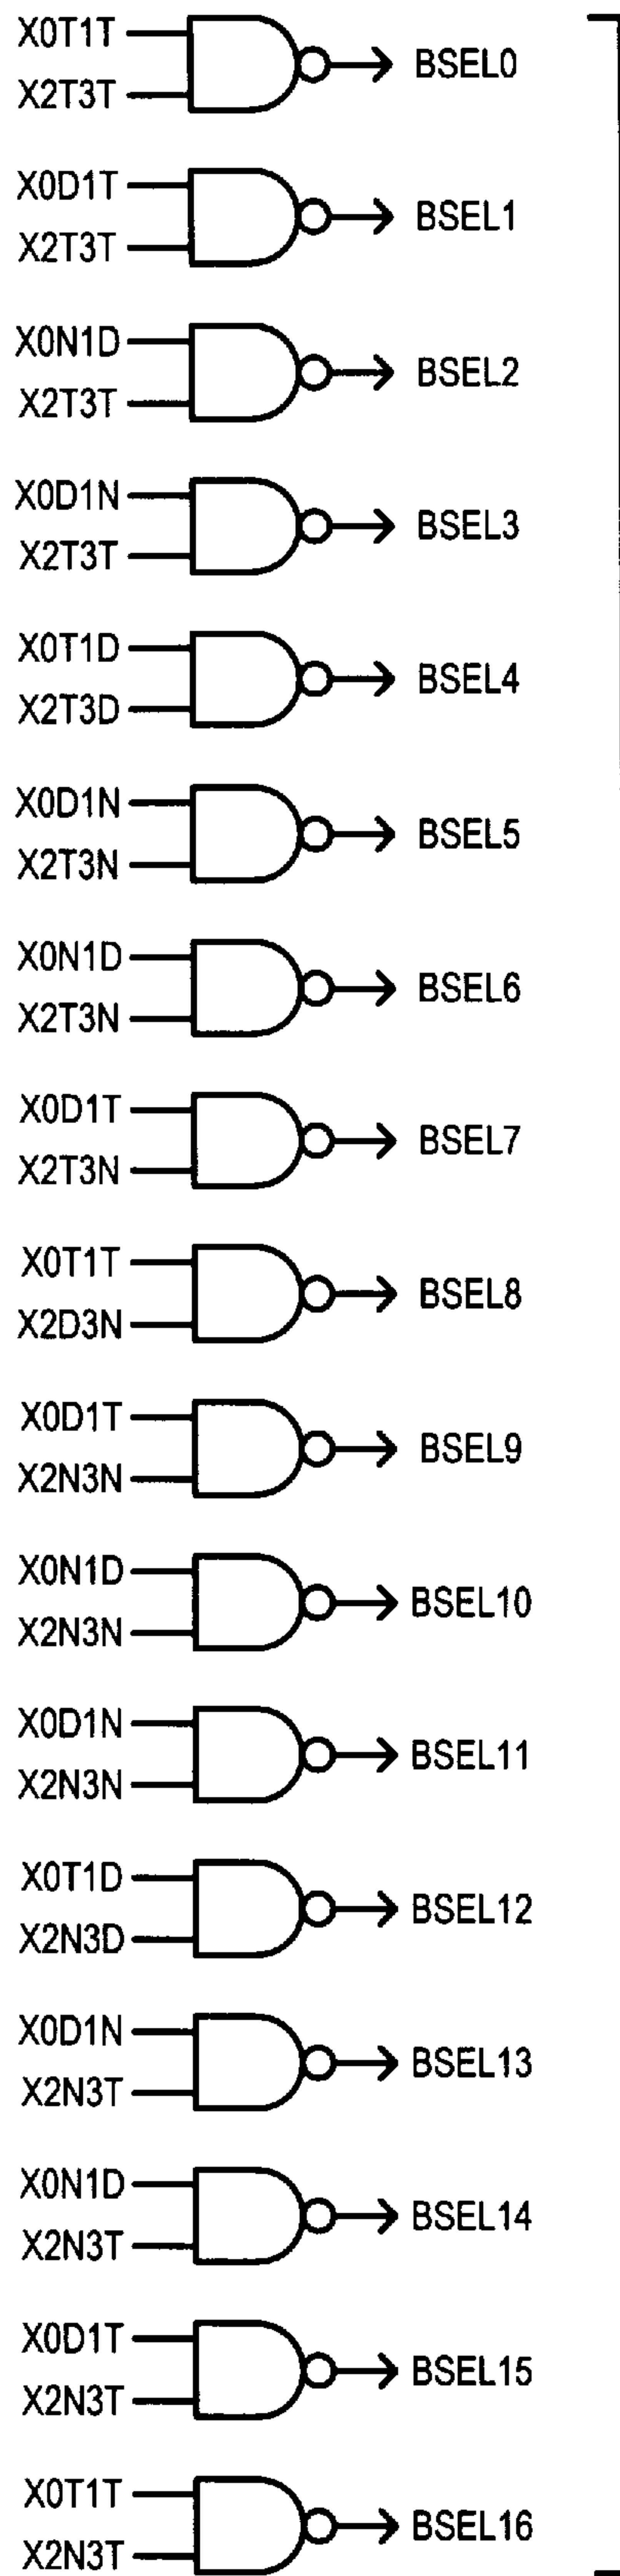 X0T1T
X2T3T
BSEL0
X0D1T
X2T3T
BSEL1
X0N1D
X2T3T
BSEL2
X0D1N
X2T3T
BSEL3
X0T1D
X2T3D
BSEL4
X0D1N
X2T3N
BSEL5
X0N1D
X2T3N
BSEL6
X0D1T
X2T3N
BSEL7
X0T1T
X2D3N
BSEL8
X0D1T
X2N3N
BSEL9
X0N1D
X2N3N
BSEL10
X0D1N
X2N3N
BSEL11
X0T1D
X2N3D
BSEL12
X0D1N
X2N3T
BSEL13
X0N1D
X2N3T
BSEL14
X0D1T
X2N3T
BSEL15
X0T1T
X2N3T
BSEL16